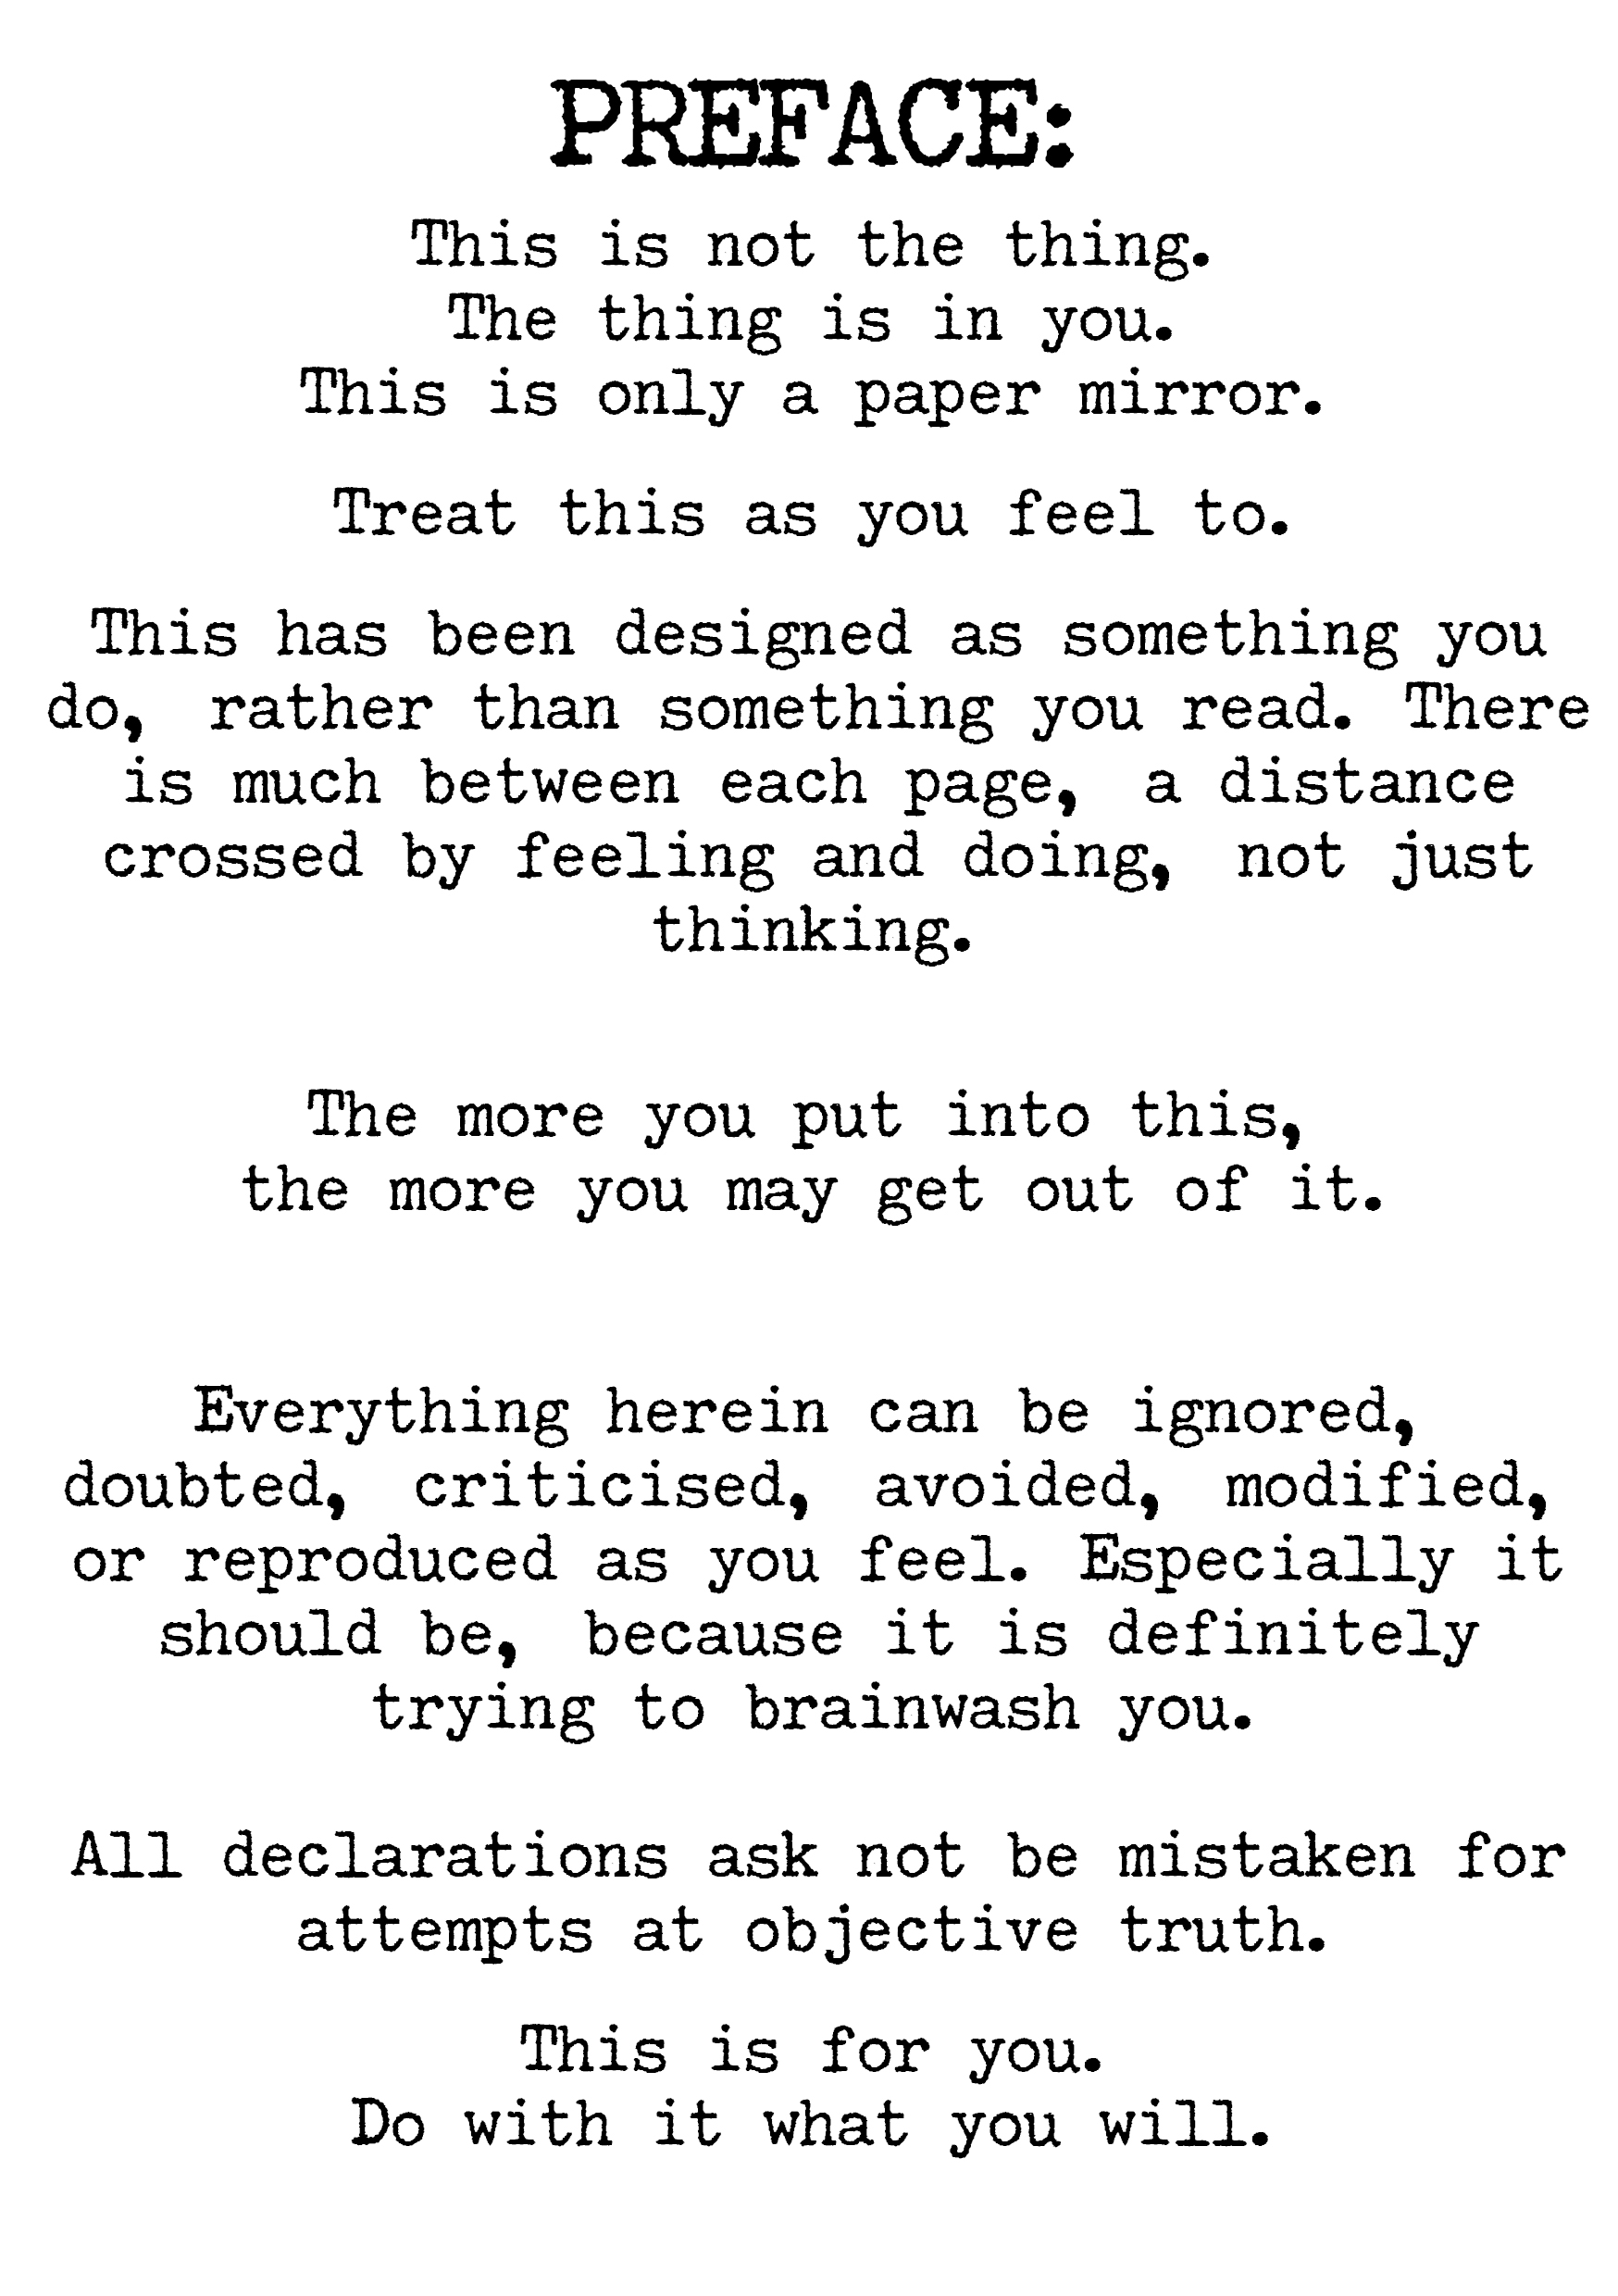 PREFACE:
This is not the thing.
The thing is in you.
This is only a paper mirror.
Treat this as you feel to.
This has been designed as something you
do, rather than something you read. There
is much between each page, a distance
crossed by feeling and doing, not just
thinking.
The more you put into this,
the more you may get out of it.
Everything herein can be ignored,
doubted, criticised, avoided, modified,
or reproduced as you feel. Especially it
should be, because it is definitely
trying to brainwash you.
All declarations ask not be mistaken for
attempts at objective truth.
This is for you.
Do with it what you will.